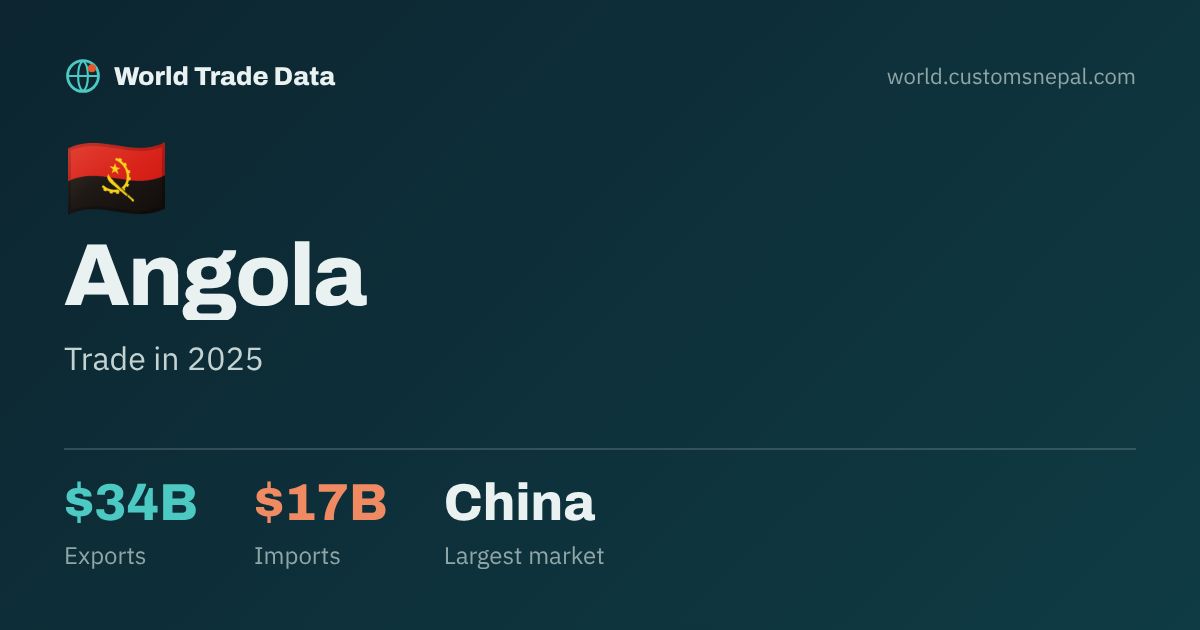 World Trade Data
world.customsnepal.com
Angola
Trade in 2025
$34B
Exports
$17B
Imports
China
Largest market